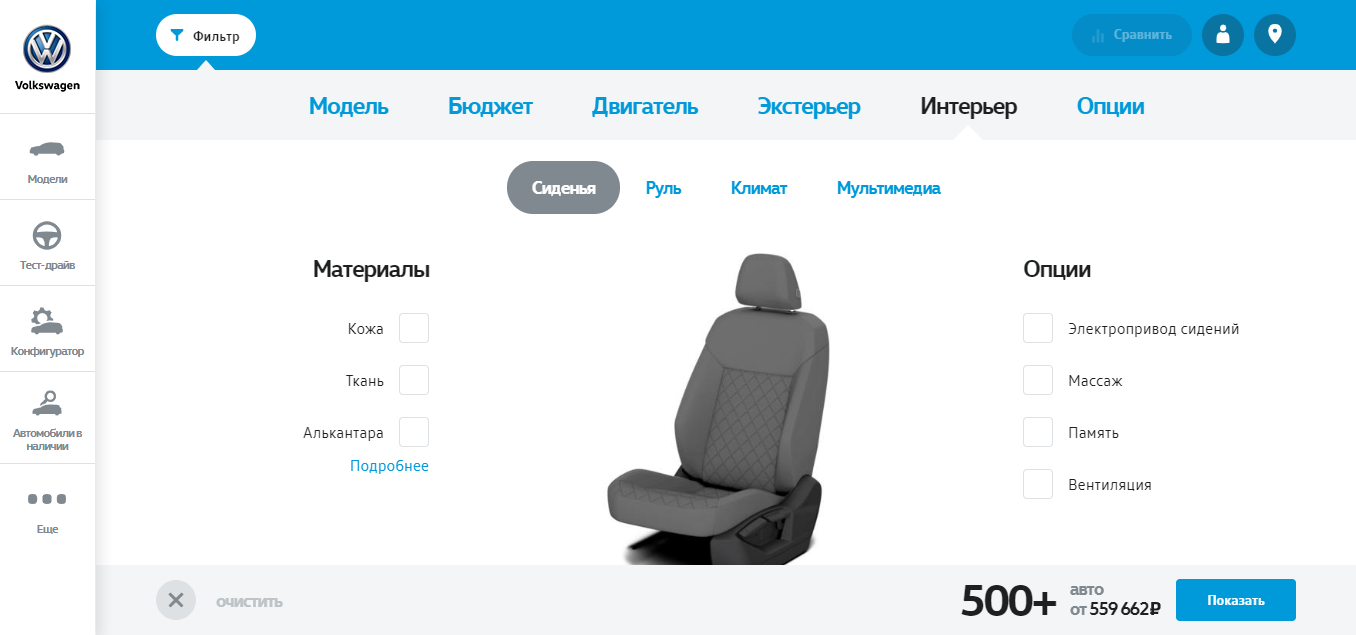 Volkswagen
Модели
Тест-драйв
Конфигуратор
Автомобили в
наличии
Еще
Фильтр
Сравнить
Модель Бюджет Двигатель Экстерьер Интерьер Опции
Сиденья Руль Климат Мультимедиа
Материалы
Кожа
Ткань
Алькантара
Подробнее
Опции
Электропривод сидений
Массаж
Память
Вентиляция
очистить
500+
авто
от 559 662₽
Показать